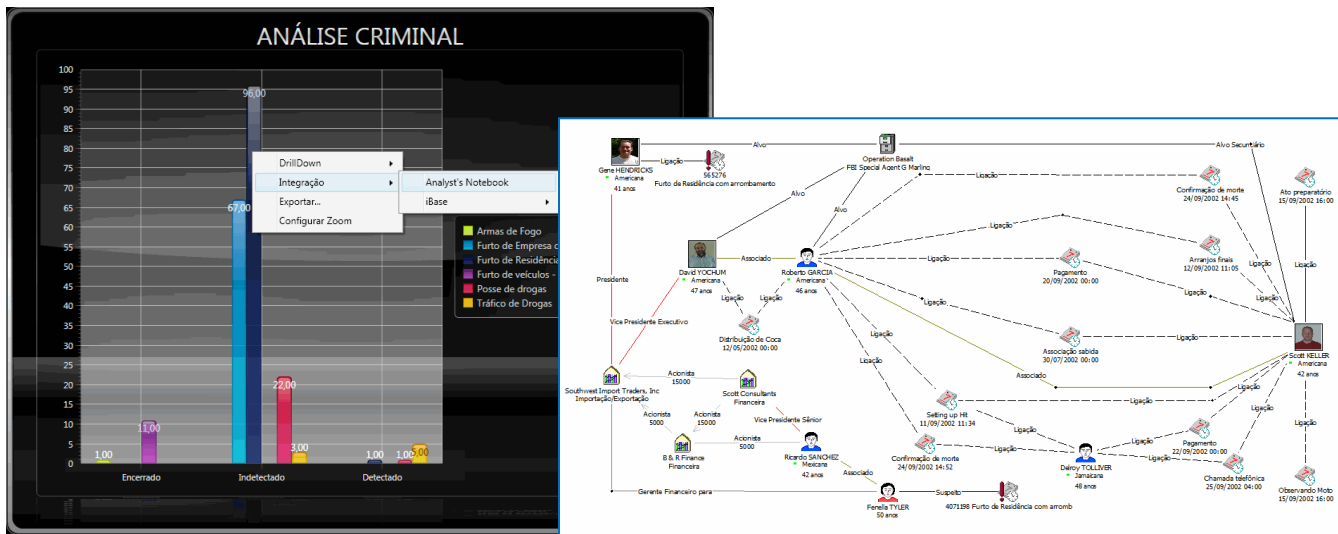 ANÁLISE CRIMINAL
100
95
90
85
80
75
70
65
60
55
50
45
40
35
30
25
20
15
10
5
0
96,00
67,00
22,00
11,00
1,00
3,00
1,00
1,00
5,00
Encerrado
Indetectado
Detectado
DrillDown
Integração
Exportar...
Configurar Zoom
Analyst's Notebook
iBase
Armas de Fogo
Furto de Empresa c
Furto de Residência
Furto de veículos -
Posse de drogas
Tráfico de Drogas
Gene HENDRICKS
Americana
41 anos
Ligação
565276
Furto de Residência com arrombamento
Alvo
Operation Basalt
FBI Special Agent G Marlino
Alvo Secuntiário
Alvo
Alvo
Ligação
Confirmação de morte
24/09/2002 14:45
Ato preparatório
15/09/2002 16:00
David YOCHUM
Americana
47 anos
Associado
Roberto GARCIA
Americana
46 anos
Ligação
Ligação
Pagamento
20/09/2002 00:00
Arranjos finais
12/09/2002 11:05
Ligação
Ligação
Ligação
Ligação
Presidente
Vice Presidente Executivo
Ligação
Ligação
Distribuição de Coca
12/05/2002 00:00
Ligação
Ligação
Ligação
Associação sabida
30/07/2002 00:00
Ligação
Scott KELLER
Americana
42 anos
Southwest Import Traders, Inc
Importação/Exportação
Acionista
15000
Scott Consultants
Financeira
Associado
Acionista
5000
Acionista
15000
B & R Finance
Financeira
Acionista
5000
Vice Presidente Sênior
Ricardo SANCHEZ
Mexicana
42 anos
Setting up Hit
11/09/2002 11:34
Ligação
Ligação
Ligação
Ligação
Ligação
Pagamento
22/09/2002 00:00
Ligação
Confirmação de morte
24/09/2002 14:52
Ligação
Delroy TOLLIVER
Jamaicana
48 anos
Ligação
Chamada telefônica
25/09/2002 04:00
Observando Moto
15/09/2002 16:00
Associado
Gerente Financeiro para
Fenella TYLER
50 anos
Suspeito
4071198 Furto de Residência com arromb